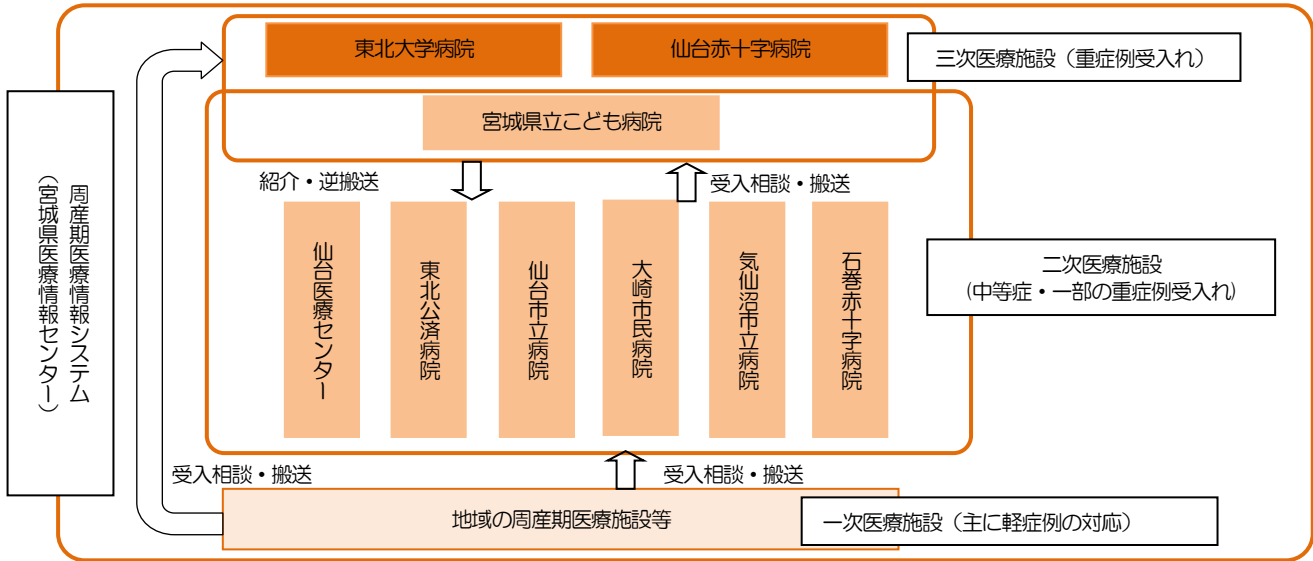 東北大学病院
仙台赤十字病院
三次医療施設（重症例受入れ）
宮城県立こども病院
周産期医療情報システム
（宮城県医療情報センター）
紹介・逆搬送
受入相談・搬送
仙台医療センター
東北公済病院
仙台市立病院
大崎市民病院
気仙沼市立病院
石巻赤十字病院
二次医療施設
(中等症・一部の重症例受入れ)
受入相談・搬送
受入相談・搬送
地域の周産期医療施設等
一次医療施設（主に軽症例の対応）